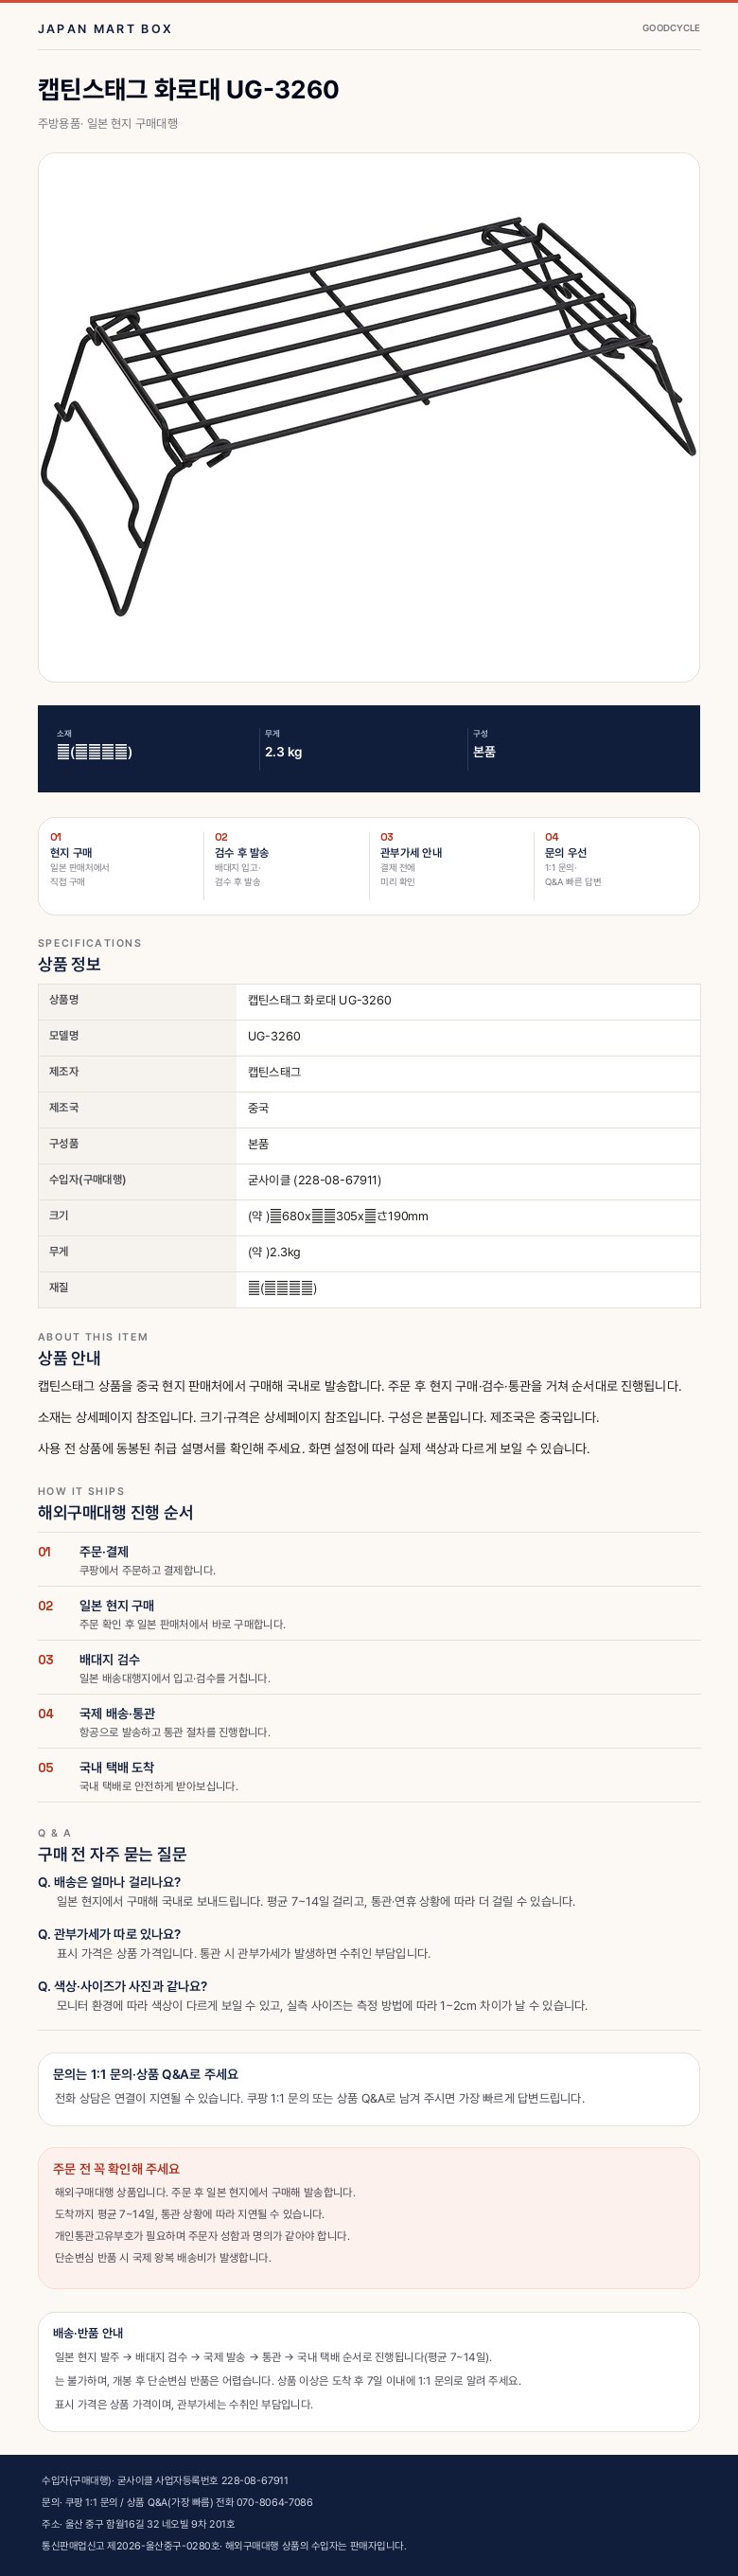 JAPAN MART BOX
GOODCYCLE
캡틴스태그 화로대 UG-3260
주방용품· 일본 현지 구매대행
소재
무게
구성
2.3 kg
본품
01
현지 구매
일본 판매처에서
직접 구매
02
검수 후 발송
배대지 입고·
검수 후 발송
03
관부가세 안내
결제 전에
미리 확인
04
문의 우선
1:1 문의·
Q&A 빠른 답변
SPECIFICATIONS
상품 정보
상품명 캡틴스태그 화로대 UG-3260
모델명 UG-3260
제조자 캡틴스태그
제조국 중국
구성품 본품
수입자(구매대행) 굳사이클 (228-08-67911)
크기 (약 )680x305xさ190mm
무게 (약 )2.3kg
재질
ABOUT THIS ITEM
상품 안내
캡틴스태그 상품을 중국 현지 판매처에서 구매해 국내로 발송합니다. 주문 후 현지 구매·검수·통관을 거쳐 순서대로 진행됩니다.
소재는 상세페이지 참조입니다. 크기·규격은 상세페이지 참조입니다. 구성은 본품입니다. 제조국은 중국입니다.
사용 전 상품에 동봉된 취급 설명서를 확인해 주세요. 화면 설정에 따라 실제 색상과 다르게 보일 수 있습니다.
HOW IT SHIPS
해외구매대행 진행 순서
01 주문·결제
쿠팡에서 주문하고 결제합니다.
02 일본 현지 구매
주문 확인 후 일본 판매처에서 바로 구매합니다.
03 배대지 검수
일본 배송대행지에서 입고·검수를 거칩니다.
04 국제 배송·통관
항공으로 발송하고 통관 절차를 진행합니다.
05 국내 택배 도착
국내 택배로 안전하게 받아보십니다.
Q & A
구매 전 자주 묻는 질문
Q. 배송은 얼마나 걸리나요?
일본 현지에서 구매해 국내로 보내드립니다. 평균 7~14일 걸리고, 통관·연휴 상황에 따라 더 걸릴 수 있습니다.
Q. 관부가세가 따로 있나요?
표시 가격은 상품 가격입니다. 통관 시 관부가세가 발생하면 수취인 부담입니다.
Q. 색상·사이즈가 사진과 같나요?
모니터 환경에 따라 색상이 다르게 보일 수 있고, 실측 사이즈는 측정 방법에 따라 1~2cm 차이가 날 수 있습니다.
문의는 1:1 문의·상품 Q&A로 주세요
전화 상담은 연결이 지연될 수 있습니다. 쿠팡 1:1 문의 또는 상품 Q&A로 남겨 주시면 가장 빠르게 답변드립니다.
주문 전 꼭 확인해 주세요
해외구매대행 상품입니다. 주문 후 일본 현지에서 구매해 발송합니다.
도착까지 평균 7~14일, 통관 상황에 따라 지연될 수 있습니다.
개인통관고유부호가 필요하며 주문자 성함과 명의가 같아야 합니다.
단순변심 반품 시 국제 왕복 배송비가 발생합니다.
배송·반품 안내
일본 현지 발주 → 배대지 검수 → 국제 발송 → 통관 → 국내 택배 순서로 진행됩니다(평균 7~14일).
는 불가하며, 개봉 후 단순변심 반품은 어렵습니다. 상품 이상은 도착 후 7일 이내에 1:1 문의로 알려 주세요.
표시 가격은 상품 가격이며, 관부가세는 수취인 부담입니다.
수입자(구매대행)· 굳사이클 사업자등록번호 228-08-67911
문의· 쿠팡 1:1 문의 / 상품 Q&A(가장 빠름) 전화 070-8064-7086
주소· 울산 중구 함월16길 32 네오빌 9차 201호
통신판매업신고 제2026-울산중구-0280호· 해외구매대행 상품의 수입자는 판매자입니다.